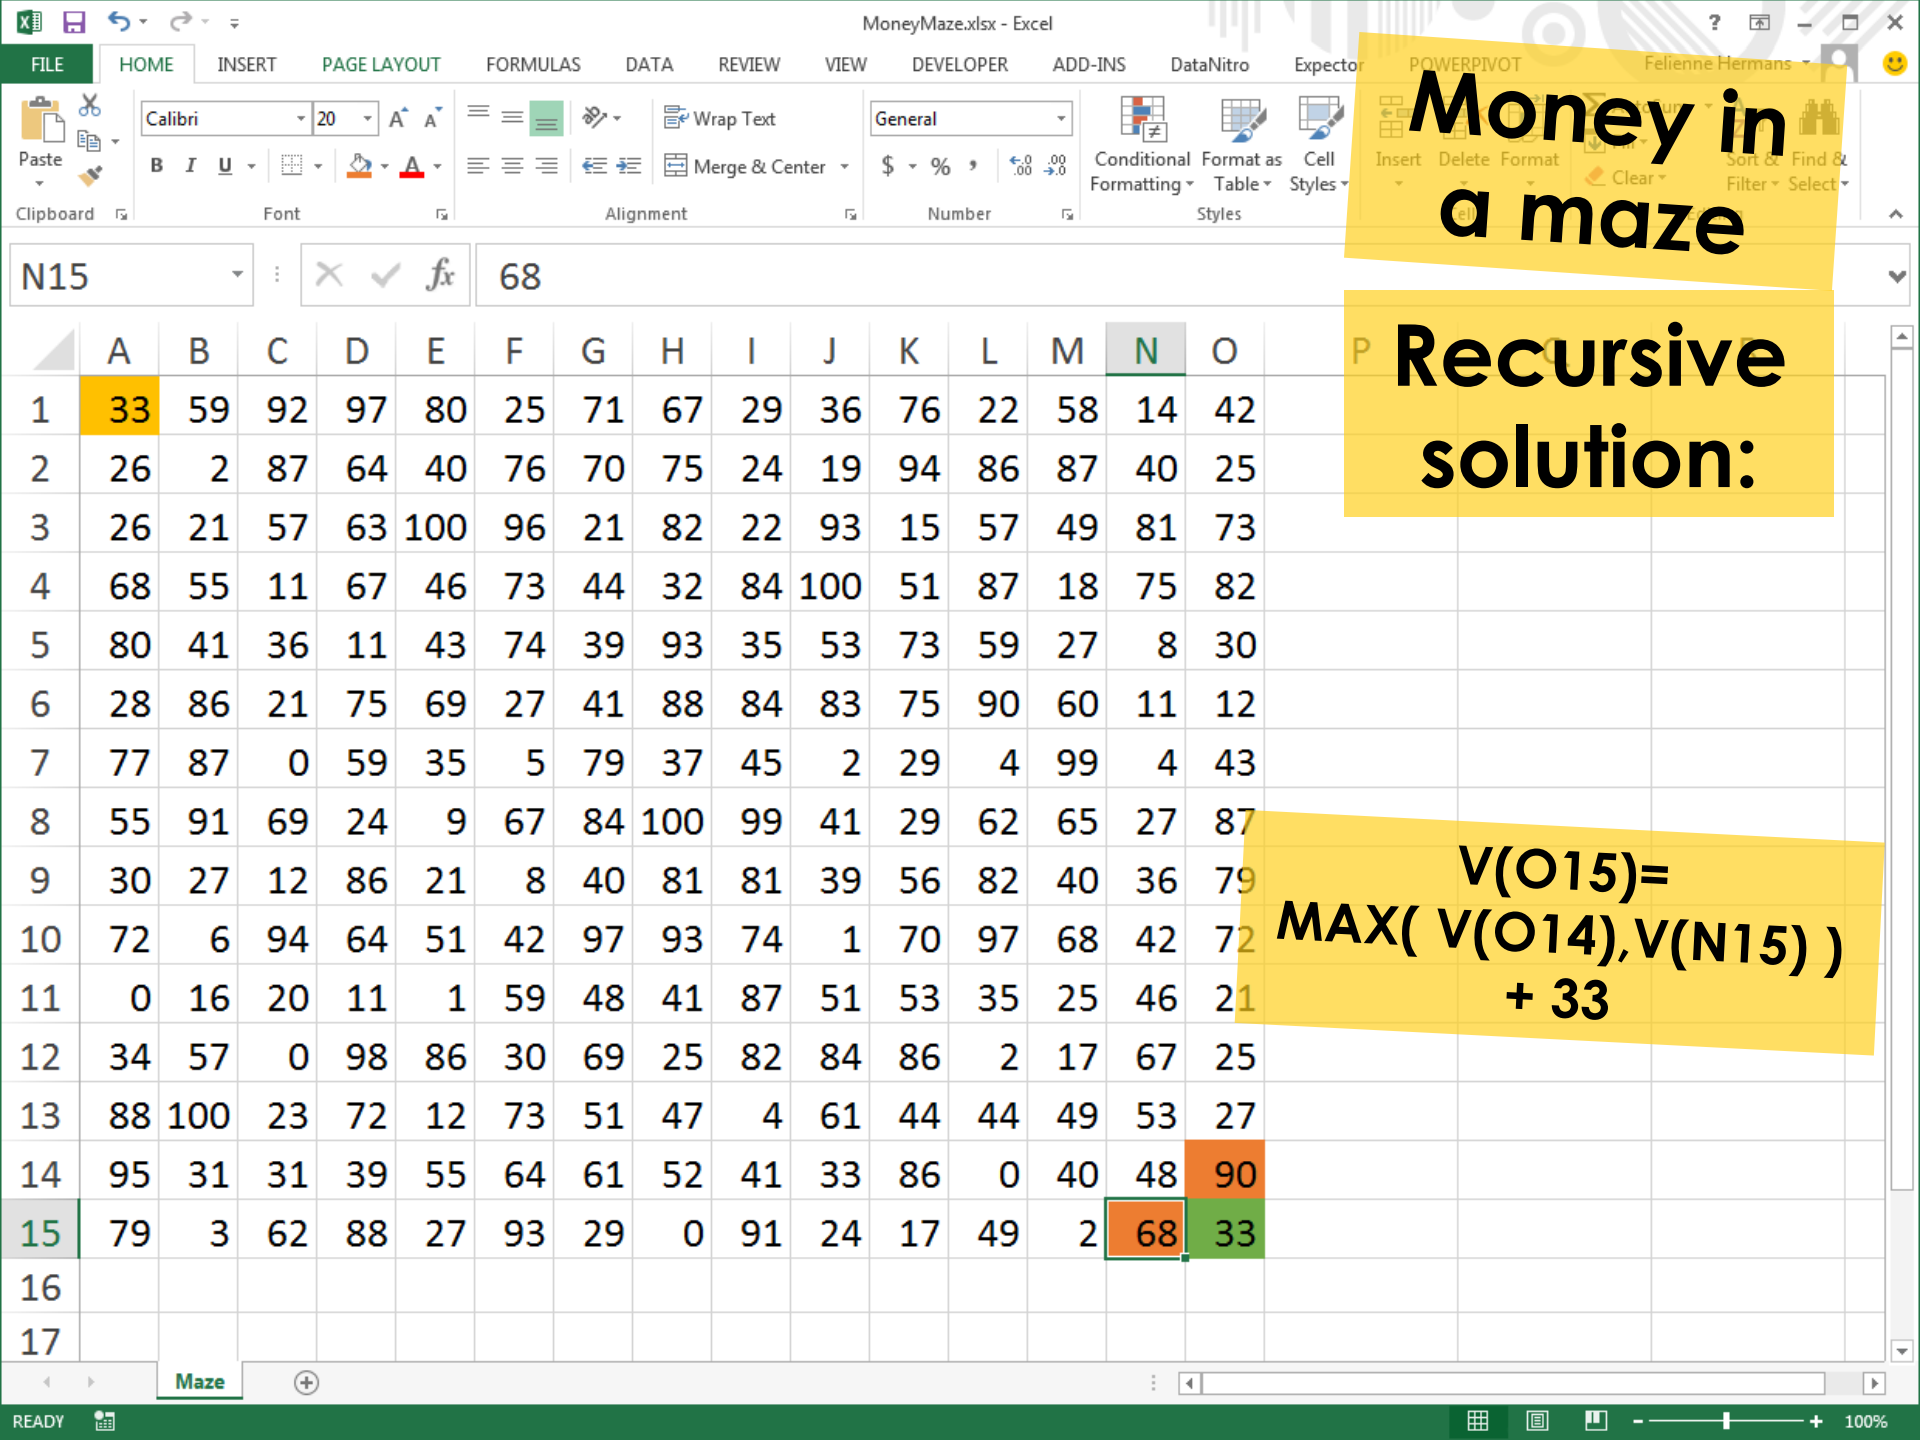 MoneyMaze.xlsx - Excel
?
FILE HOME INSERT PAGE LAYOUT FORMULAS DATA REVIEW VIEW DEVELOPER ADD-INS DataNitro Expector POWERPIVOT Felienne Hermans
Money in
a maze
Calibri 20 A A Wrap Text General
Paste B I U A Merge & Center $ % , Conditional Formatting Format as Table Cell Styles Insert Delete Format Clear Sort & Filter Find & Select
Clipboard Font Alignment Number Styles
N15 fx 68
Recursive
solution:
A B C D E F G H I J K L M N O P
1 33 59 92 97 80 25 71 67 29 36 76 22 58 14 42
2 26 2 87 64 40 76 70 75 24 19 94 86 87 40 25
3 26 21 57 63 100 96 21 82 22 93 15 57 49 81 73
4 68 55 11 67 46 73 44 32 84 100 51 87 18 75 82
5 80 41 36 11 43 74 39 93 35 53 73 59 27 8 30
6 28 86 21 75 69 27 41 88 84 83 75 90 60 11 12
7 77 87 0 59 35 5 79 37 45 2 29 4 99 4 43
8 55 91 69 24 9 67 84 100 99 41 29 62 65 27 87
9 30 27 12 86 21 8 40 81 81 39 56 82 40 36 79
10 72 6 94 64 51 42 97 93 74 1 70 97 68 42 72
11 0 16 20 11 1 59 48 41 87 51 53 35 25 46 21
12 34 57 0 98 86 30 69 25 82 84 86 2 17 67 25
13 88 100 23 72 12 73 51 47 4 61 44 44 49 53 27
14 95 31 31 39 55 64 61 52 41 33 86 0 40 48 90
15 79 3 62 88 27 93 29 0 91 24 17 49 2 68 33
16
17
V(O15)=
MAX( V(O14),V(N15) )
+ 33
Maze
READY 100%